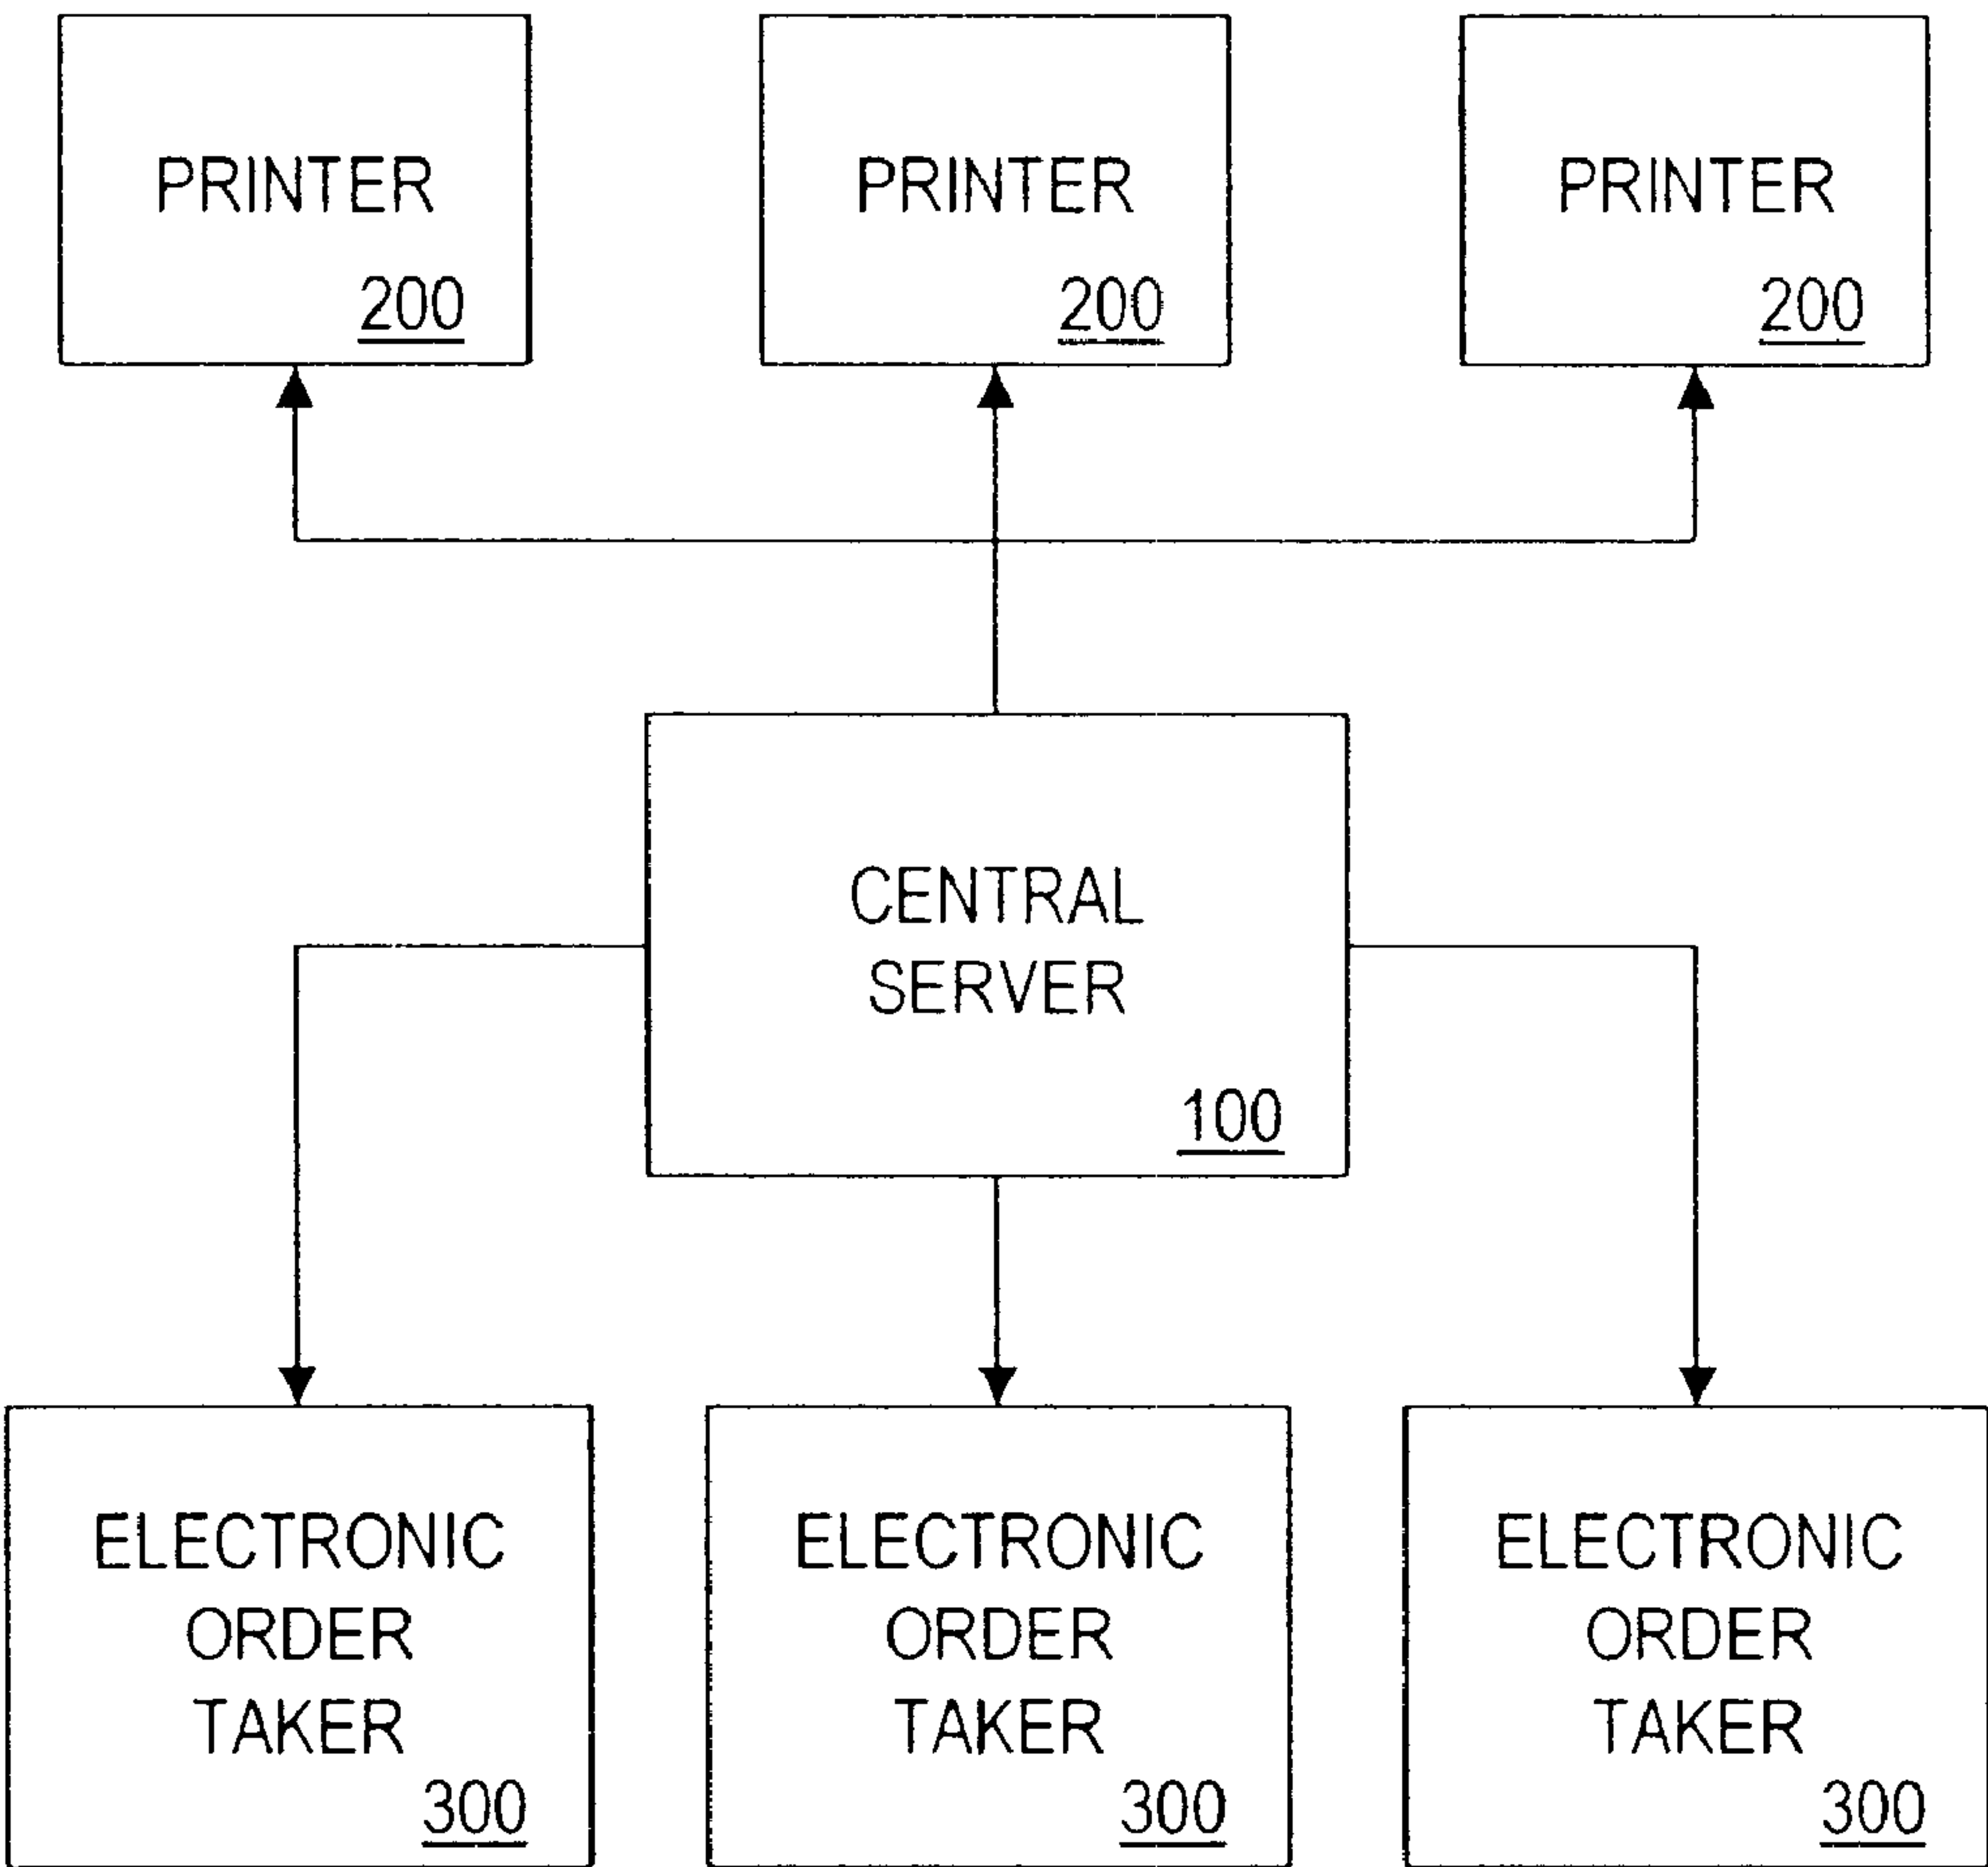 PRINTER
200
PRINTER
200
PRINTER
200
CENTRAL
SERVER
100
ELECTRONIC
ORDER
TAKER
300
ELECTRONIC
ORDER
TAKER
300
ELECTRONIC
ORDER
TAKER
300